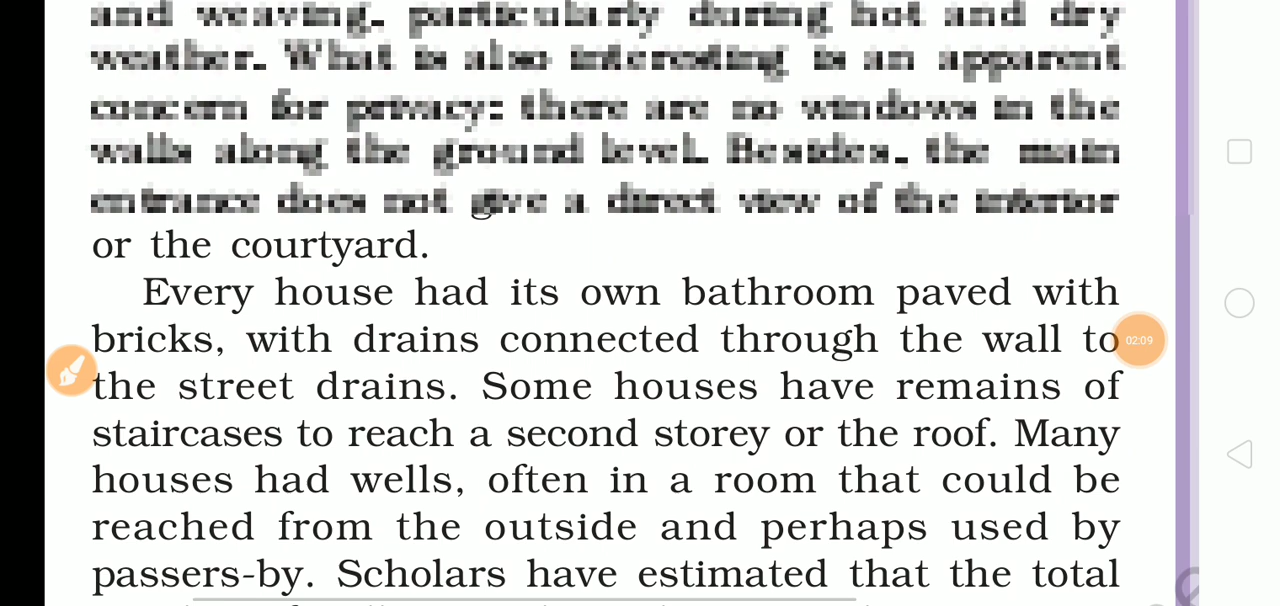 and weaving, particularly during hot and dry
weather. What is also interesting is an apparent
concern for privacy: there are no windows in the
walls along the ground level. Besides, the main
entrance does not give a direct view of the interior
or the courtyard.
Every house had its own bathroom paved with
bricks, with drains connected through the wall to
the street drains. Some houses have remains of
staircases to reach a second storey or the roof. Many
houses had wells, often in a room that could be
reached from the outside and perhaps used by
passers-by. Scholars have estimated that the total
02:09